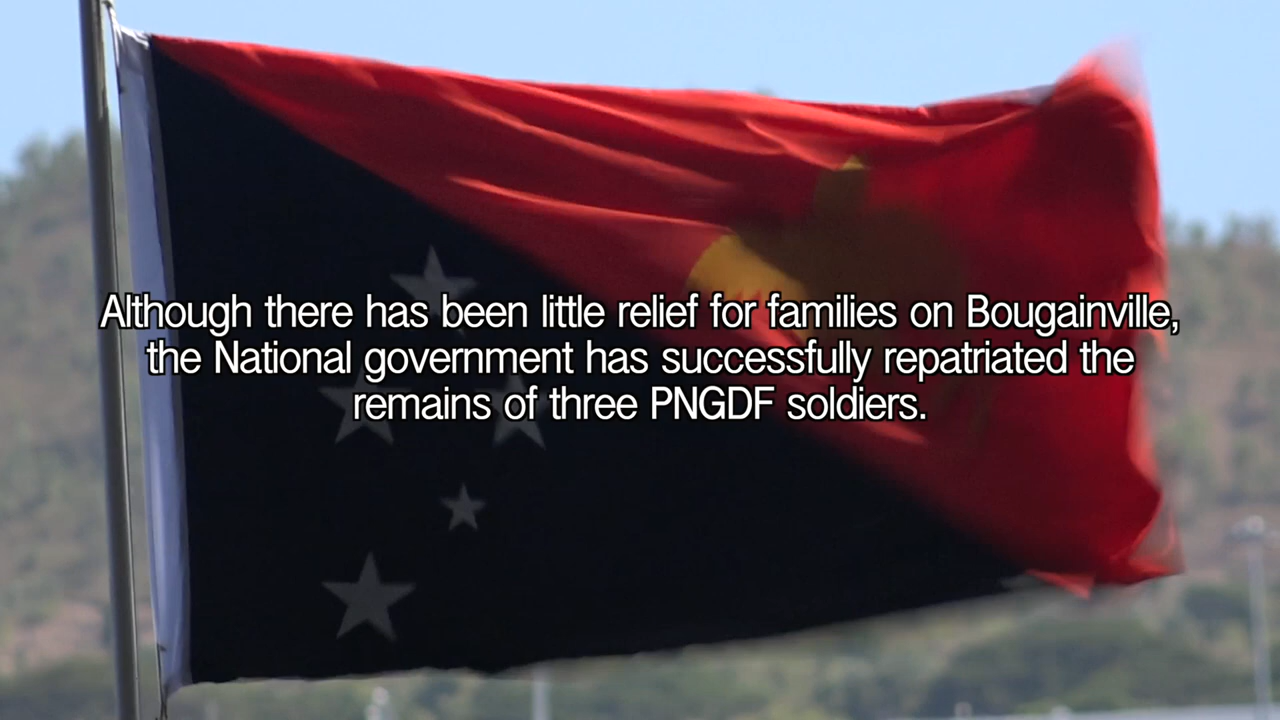 Although there has been little relief for families on Bougainville,
the National government has successfully repatriated the
remains of three PNGDF soldiers.